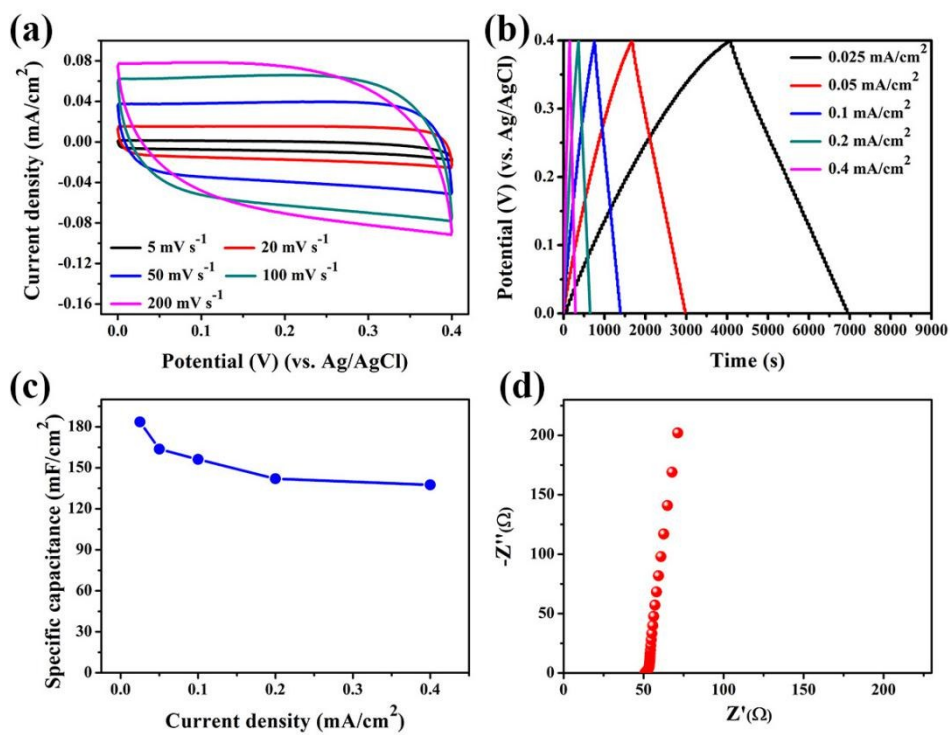 (a)
Current density (mA/cm²)
0.08
0.04
0.00
-0.04
-0.08
-0.12
-0.16
5 mV s⁻¹
20 mV s⁻¹
50 mV s⁻¹
100 mV s⁻¹
200 mV s⁻¹
0.0 0.1 0.2 0.3 0.4
Potential (V) (vs. Ag/AgCl)
(b)
Potential (V) (vs. Ag/AgCl)
0.4
0.3
0.2
0.1
0.0
0.025 mA/cm²
0.05 mA/cm²
0.1 mA/cm²
0.2 mA/cm²
0.4 mA/cm²
0 1000 2000 3000 4000 5000 6000 7000 8000 9000
Time (s)
(c)
Specific capacitance (mF/cm²)
180
150
120
90
60
30
0
0.0 0.1 0.2 0.3 0.4
Current density (mA/cm²)
(d)
-Z''(Ω)
200
150
100
50
0
0 50 100 150 200
Z'(Ω)